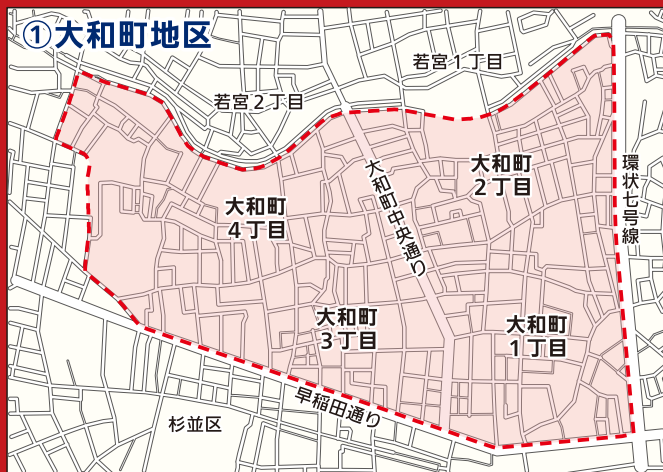 ①大和町地区
若宮1丁目
若宮2丁目
大和町
2丁目
大和町中央通り
環状七号線
大和町
4丁目
大和町
3丁目
大和町
1丁目
早稲田通り
杉並区